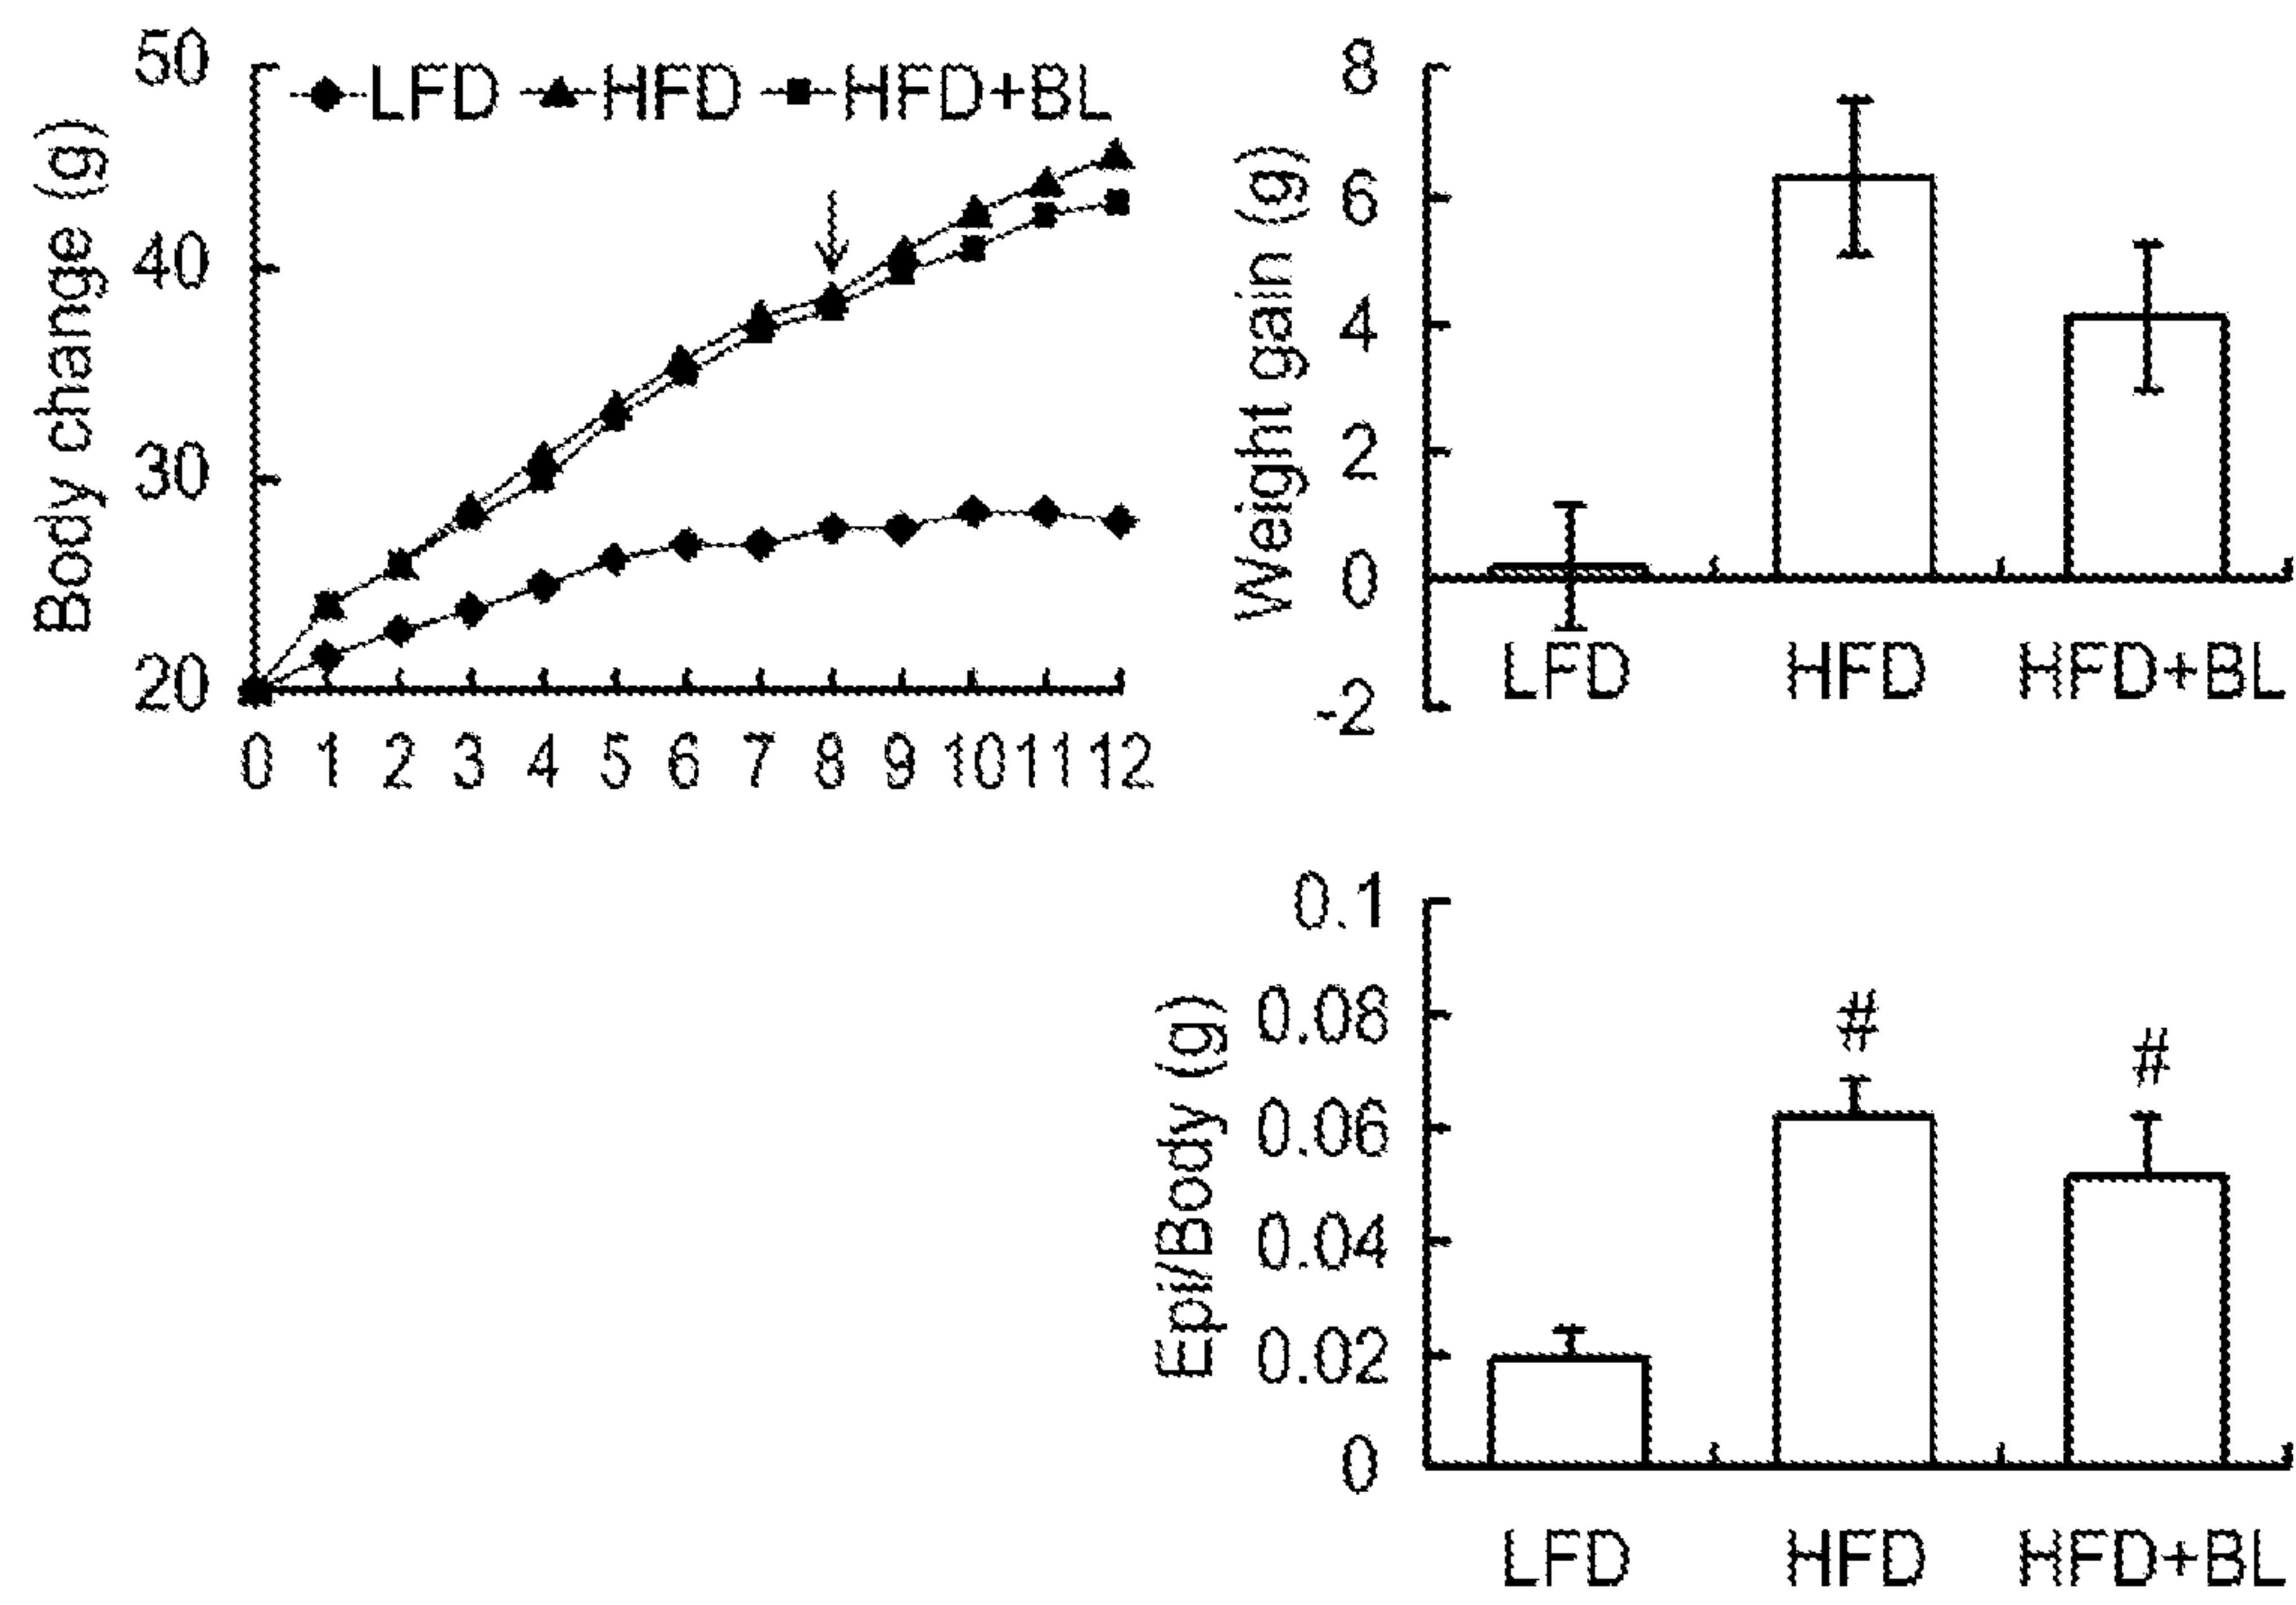 Body change (g)
50
40
30
20
LFD HFD HFD+BL
0 1 2 3 4 5 6 7 8 9 10 11 12
Weight gain (g)
8
6
4
2
0
-2
LFD HFD HFD+BL
Epi/Body (g)
0.1
0.08
0.06
0.04
0.02
0
# #
LFD HFD HFD+BL